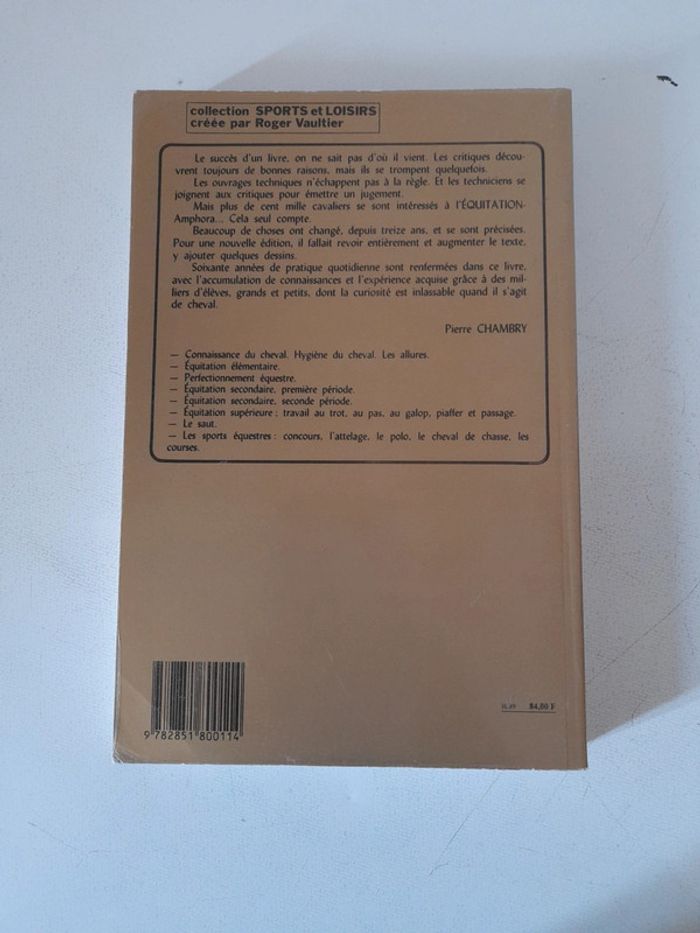 collection SPORTS et LOISIRS
créée par Roger Vaultier
Le succès d'un livre, on ne sait pas d'où il vient. Les critiques décou-
vrent toujours de bonnes raisons, mais ils se trompent quelquefois.
Les ouvrages techniques n'échappent pas à la règle. Et les techniciens se
joignent aux critiques pour émettre un jugement.
Mais plus de cent mille cavaliers se sont intéressés à l'ÉQUITATION-
Amphora... Cela seul compte.
Beaucoup de choses ont changé, depuis treize ans, et se sont précisées.
Pour une nouvelle édition, il fallait revoir entièrement et augmenter le texte,
y ajouter quelques dessins.
Soixante années de pratique quotidienne sont renfermées dans ce livre,
avec l'accumulation de connaissances et l'expérience acquise grâce à des mil-
liers d'élèves, grands et petits, dont la curiosité est inlassable quand il s'agit
de cheval.
Pierre CHAMBRY
— Connaissance du cheval. Hygiène du cheval. Les allures.
— Équitation élémentaire.
— Perfectionnement équestre.
— Équitation secondaire, première période.
— Équitation secondaire, seconde période.
— Équitation supérieure ; travail au trot, au pas, au galop, piaffer et passage.
— Le saut.
— Les sports équestres : concours, l'attelage, le polo, le cheval de chasse, les
courses.
84,00 F
9 782851 800114